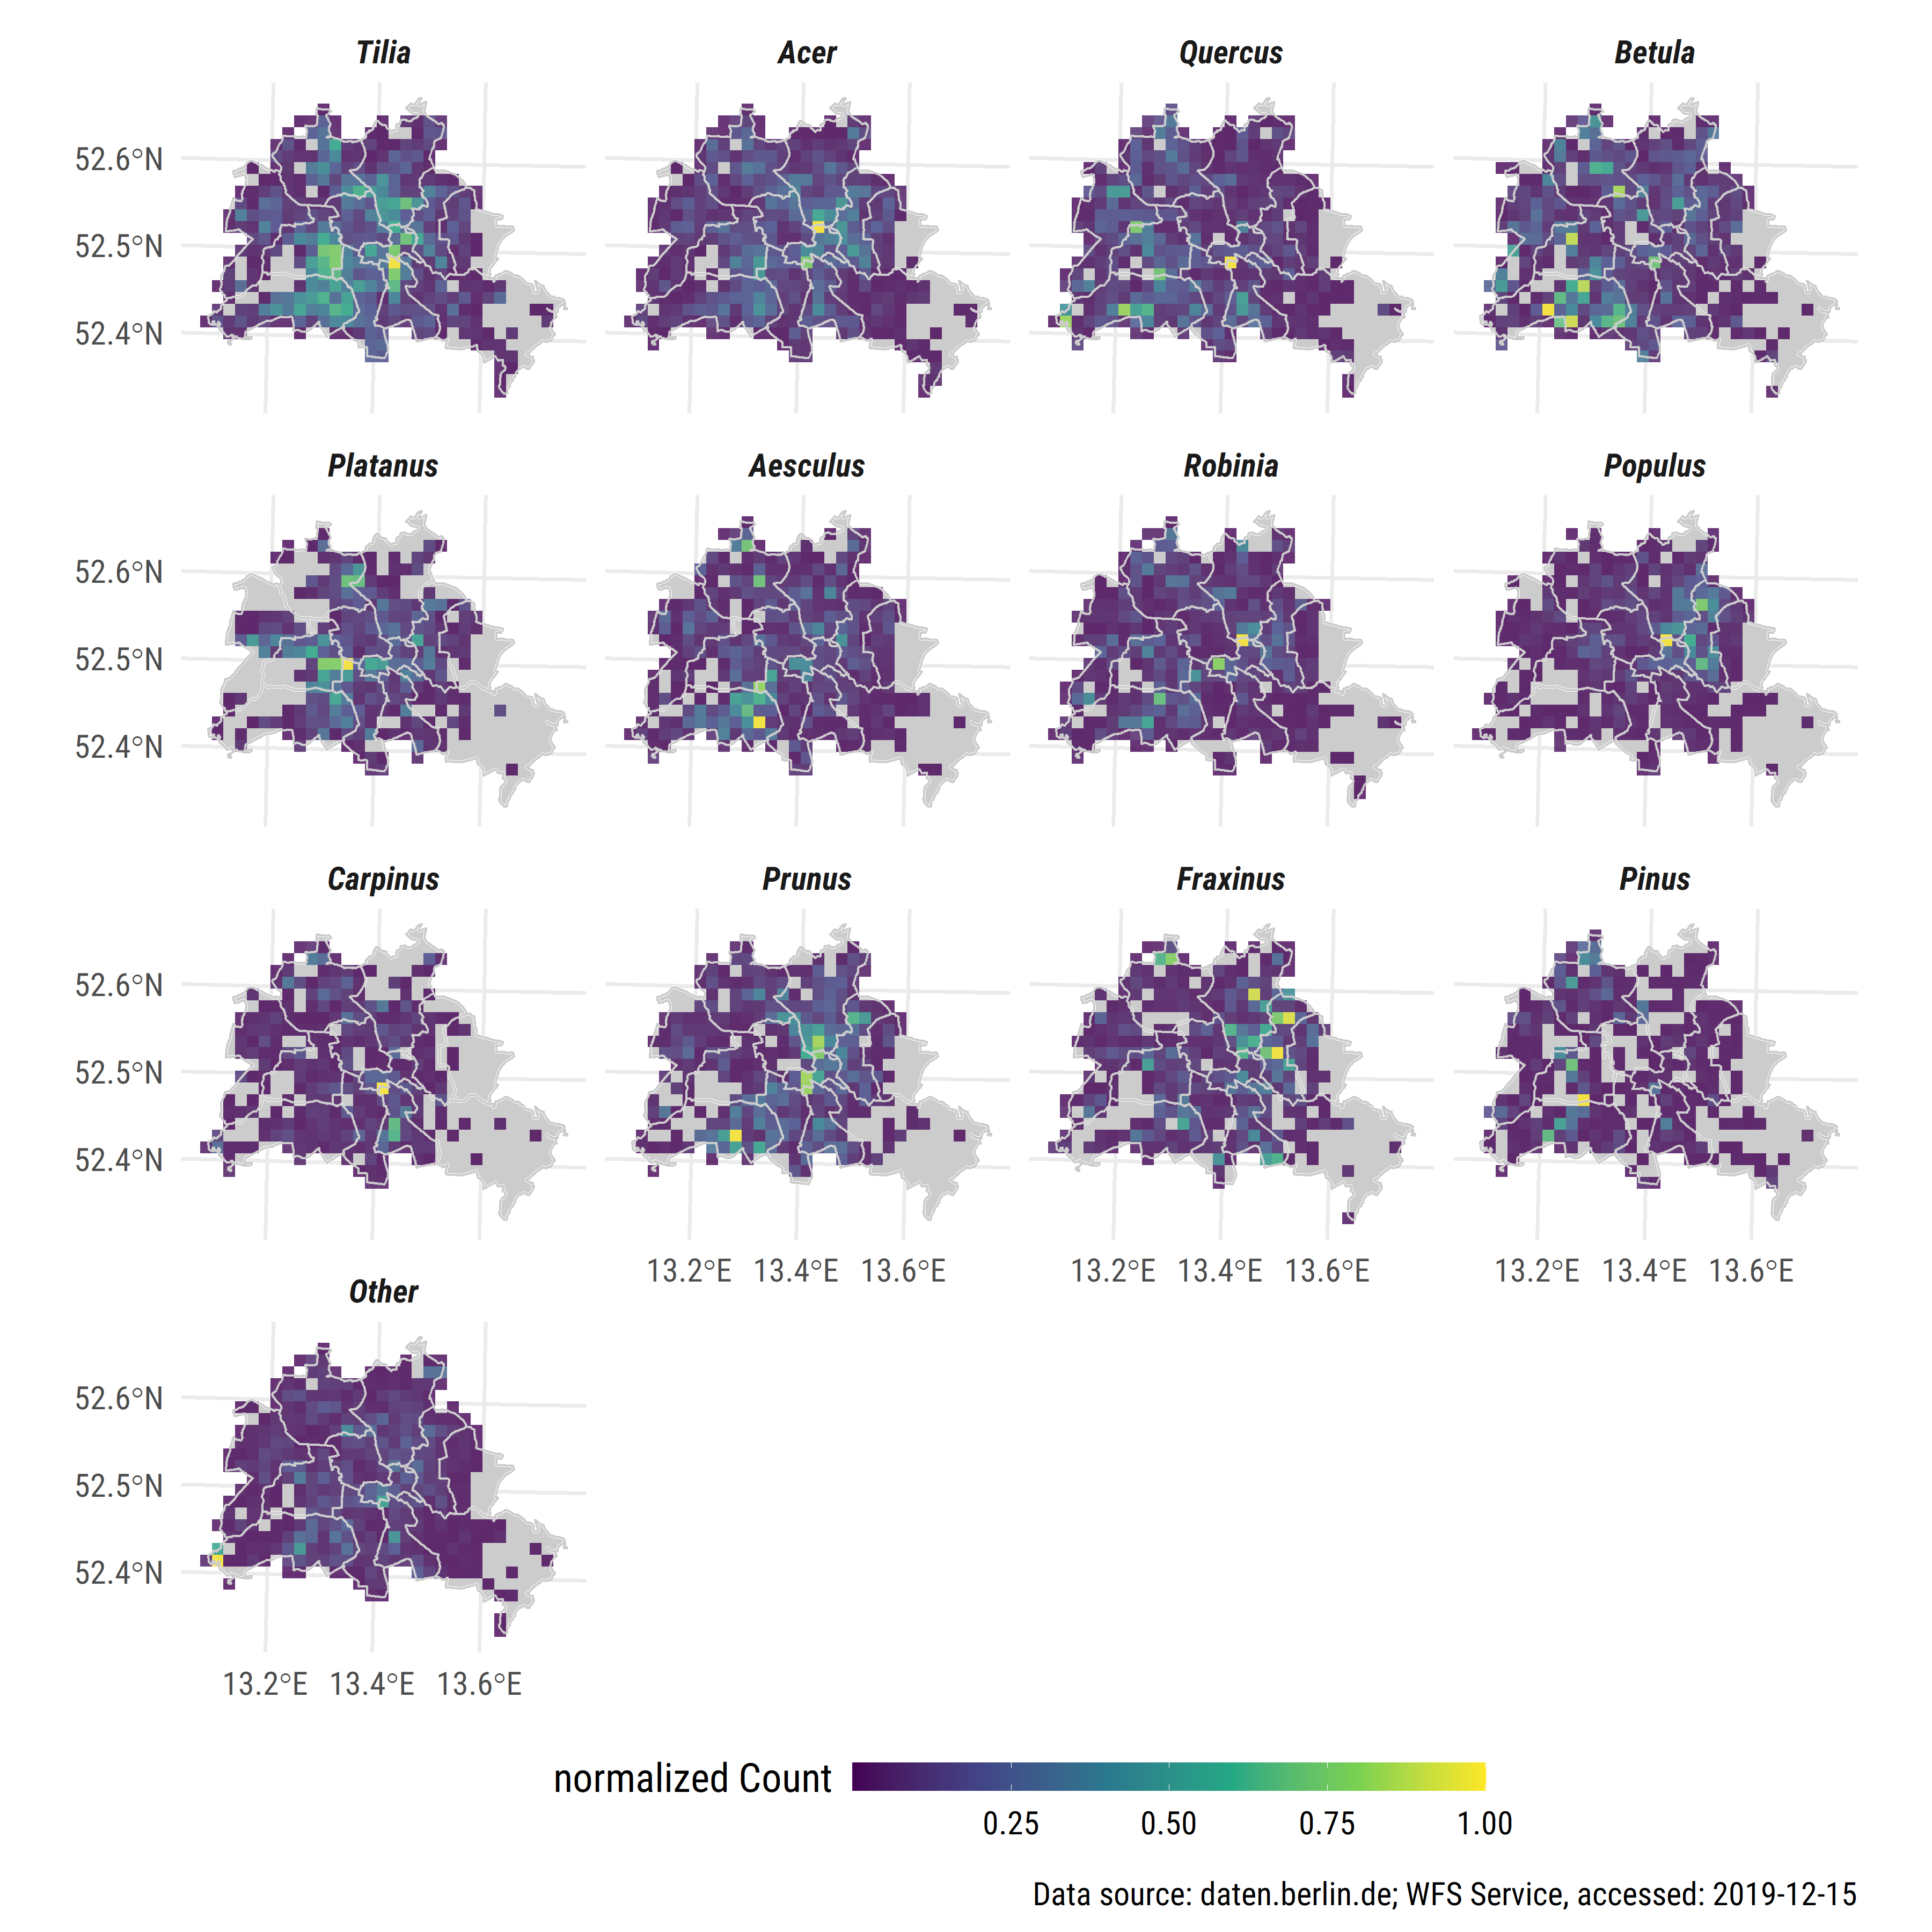 Tilia Acer Quercus Betula
52.6°N
52.5°N
52.4°N
Platanus Aesculus Robinia Populus
52.6°N
52.5°N
52.4°N
Carpinus Prunus Fraxinus Pinus
52.6°N
52.5°N
52.4°N
13.2°E 13.4°E 13.6°E 13.2°E 13.4°E 13.6°E 13.2°E 13.4°E 13.6°E
Other
52.6°N
52.5°N
52.4°N
13.2°E 13.4°E 13.6°E
normalized Count
0.25 0.50 0.75 1.00
Data source: daten.berlin.de; WFS Service, accessed: 2019-12-15